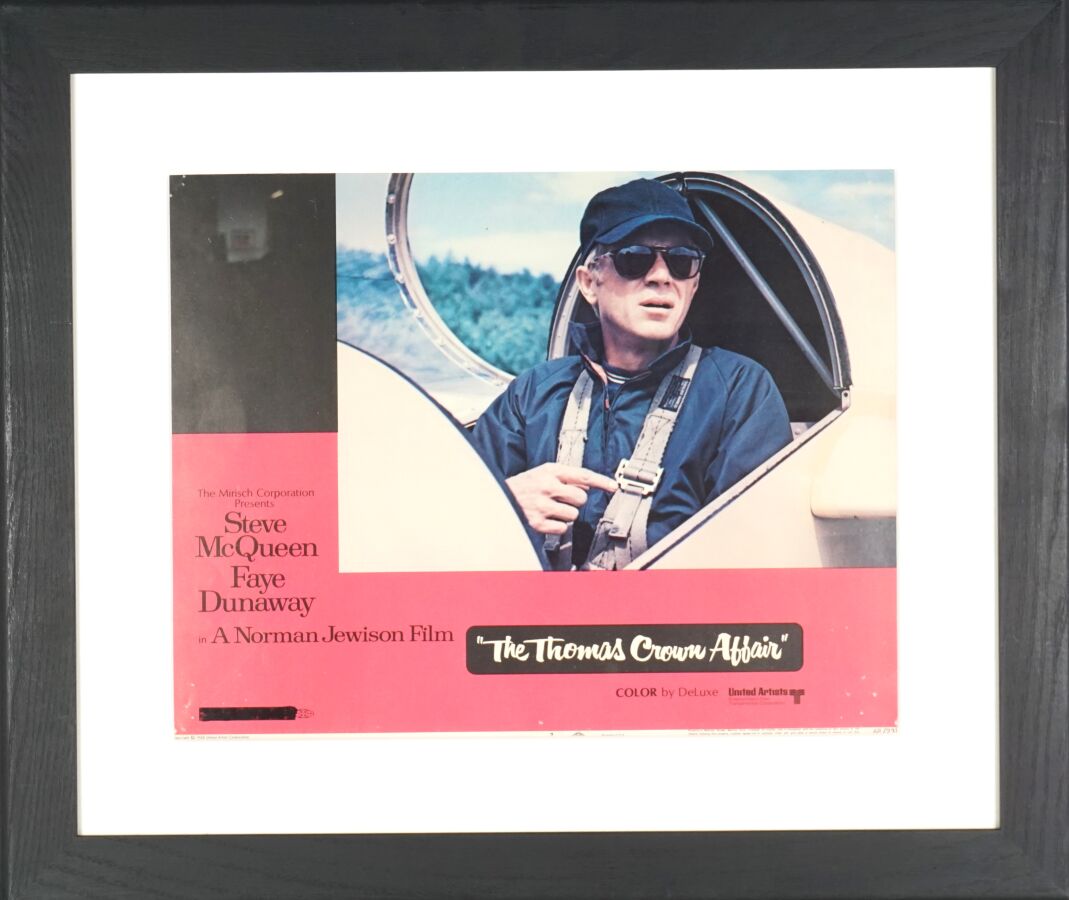 The Mirisch Corporation
Presents
Steve
McQueen
Faye
Dunaway
in A Norman Jewison Film
"The Thomas Crown Affair"
COLOR by DeLuxe United Artists